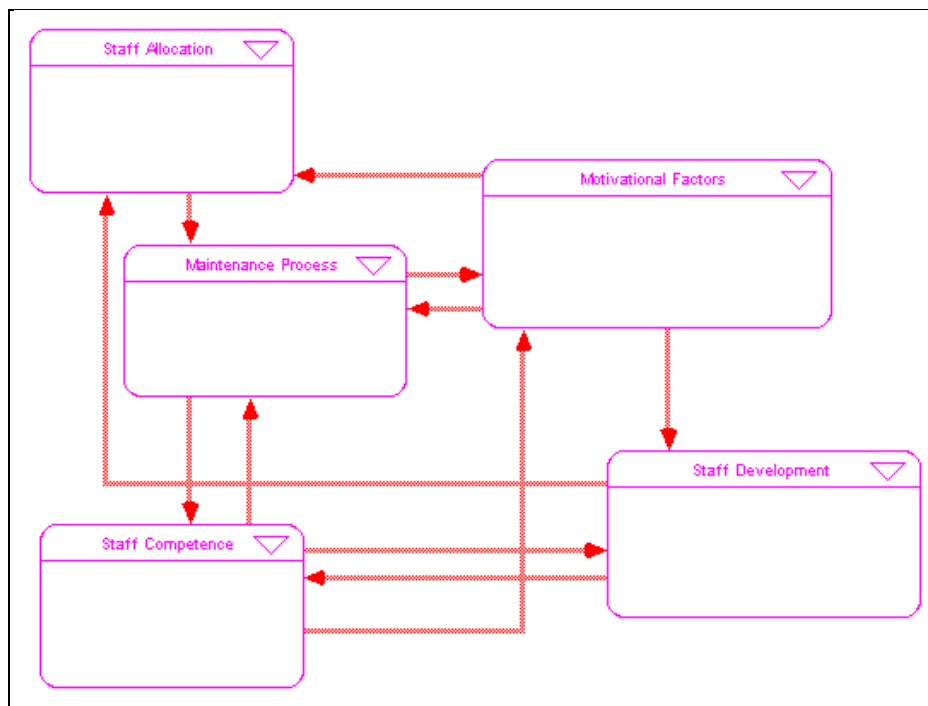 Staff Allocation
Motivational Factors
Maintenance Process
Staff Development
Staff Competence